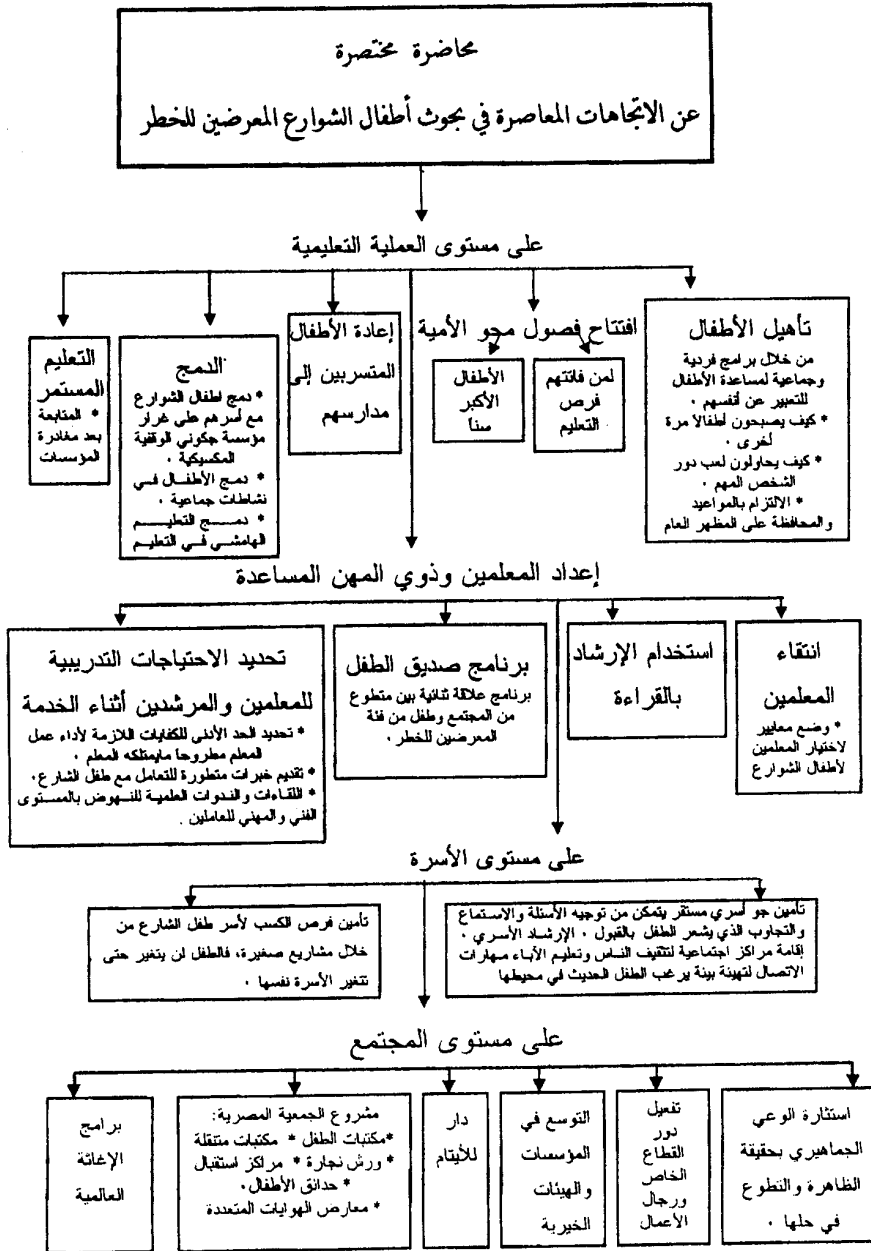 محاضرة مختصرة
عن الاتجاهات المعاصرة في بحوث أطفال الشوارع المعرضين للخطر
على مستوى العملية التعليمية
تأهيل الأطفال
من خلال برامج فردية
وجماعية لمساعدة الأطفال
للتعبير عن أنفسهم .
* كيف يصبحون أطفالا مرة
أخرى .
* كيف يحاولون لعب دور
الشخص المهم .
* الالتزام بالمواعيد
والمحافظة على المظهر العام
افتتاح فصول محو الأمية
لمن فاتتهم
فرص
التعليم
الأطفال
الأكبر
سنا
إعادة الأطفال
المتسربين إلى
مدارسهم
الدمج
* دمج اطفال الشوارع
مع أسرهم على غرار
مؤسسة جكوني الوقفية
المكسيكية .
* دمج الأطفال في
نشاطات جماعية .
* دمــج التعليــــم
الهامشي في التعليم
التعليم
المستمر
* المتابعة
بعد مغادرة
المؤسسات
إعداد المعلمين وذوي المهن المساعدة
انتقاء
المعلمين
* وضع معايير
لاختيار المعلمين
لأطفال الشوارع
استخدام الإرشاد
بالقراءة
برنامج صديق الطفل
برنامج علاقة ثنائية بين متطوع
من المجتمع وطفل من فئة
المعرضين للخطر .
تحديد الاحتياجات التدريبية
للمعلمين والمرشدين أثناء الخدمة
* تحديد الحد الأدنى للكفايات اللازمة لأداء عمل
المعلم مطروحا مايمتلكه المعلم .
* تقديم خبرات متطورة للتعامل مع طفل الشارع.
* اللقاءات والندوات العلمية للنهوض بالمستوى
الفني والمهني للعاملين .
على مستوى الأسرة
تأمين جو أسري مستقر يتمكن من توجيه الأسئلة والاستماع
والتجاوب الذي يشعر الطفل بالقبول . الإرشاد الأسري .
إقامة مراكز اجتماعية لتثقيف الناس وتعليم الآباء مهارات
الاتصال لتهيئة بيئة يرغب الطفل الحديث في محيطها
تأمين فرص الكسب لأسر طفل الشارع من
خلال مشاريع صغيرة، فالطفل لن يتغير حتى
تتغير الأسرة نفسها .
على مستوى المجتمع
استثارة الوعي
الجماهيري بحقيقة
الظاهرة والتطوع
في حلها .
تفعيل
دور
القطاع
الخاص
ورجال
الأعمال
التوسع في
المؤسسات
والهيئات
الخيرية
دار
للأيتام
مشروع الجمعية المصرية:
*مكتبات الطفل * مكتبات متنقلة
* ورش نجارة * مراكز استقبال
* حدائق الأطفال.
* معارض الهوايات المتعددة
برامج
الإغاثة
العالمية